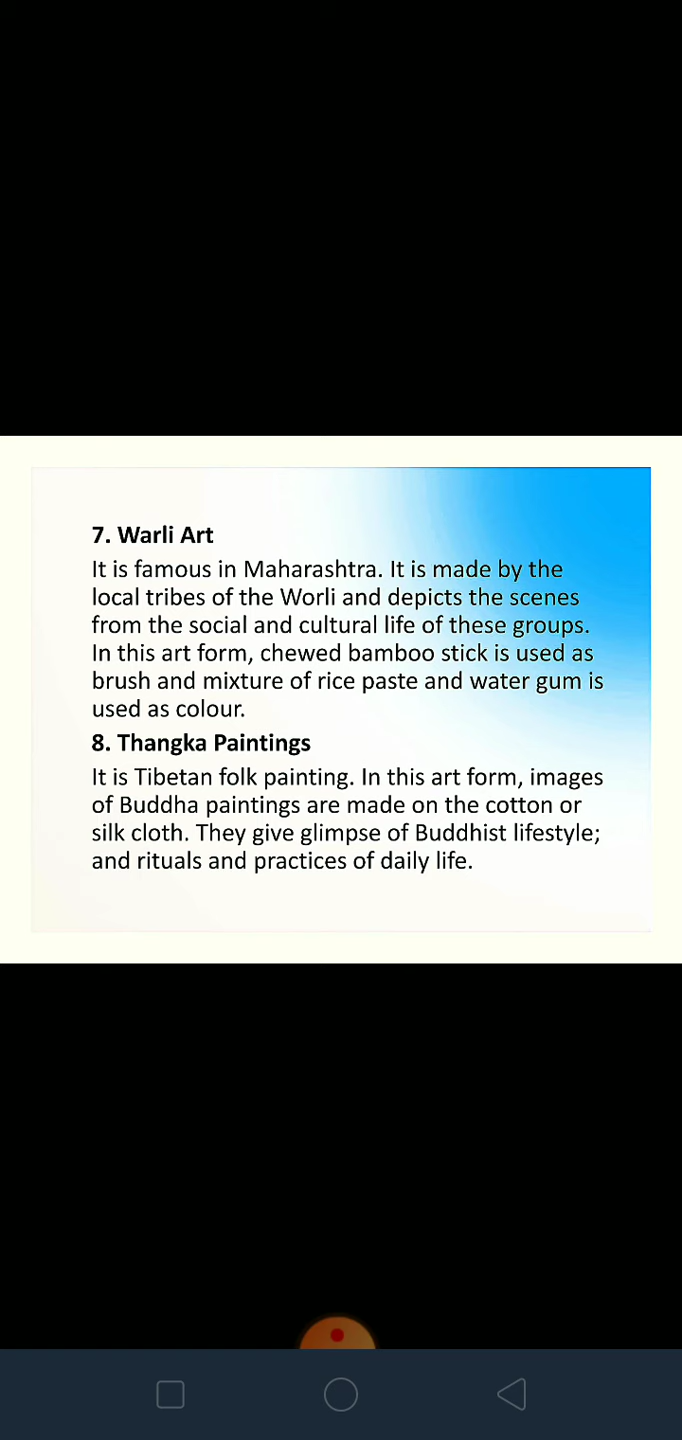 7. Warli Art
It is famous in Maharashtra. It is made by the
local tribes of the Worli and depicts the scenes
from the social and cultural life of these groups.
In this art form, chewed bamboo stick is used as
brush and mixture of rice paste and water gum is
used as colour.
8. Thangka Paintings
It is Tibetan folk painting. In this art form, images
of Buddha paintings are made on the cotton or
silk cloth. They give glimpse of Buddhist lifestyle;
and rituals and practices of daily life.